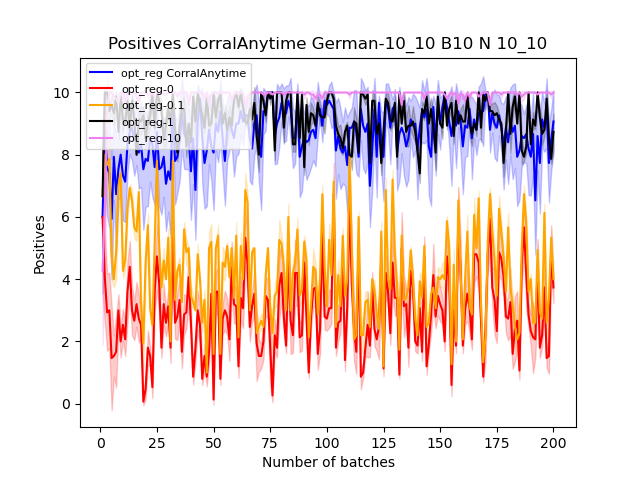 Positives CorralAnytime German-10_10 B10 N 10_10
opt_reg CorralAnytime
opt_reg-0
opt_reg-0.1
opt_reg-1
opt_reg-10
Positives
10
8
6
4
2
0
0 25 50 75 100 125 150 175 200
Number of batches